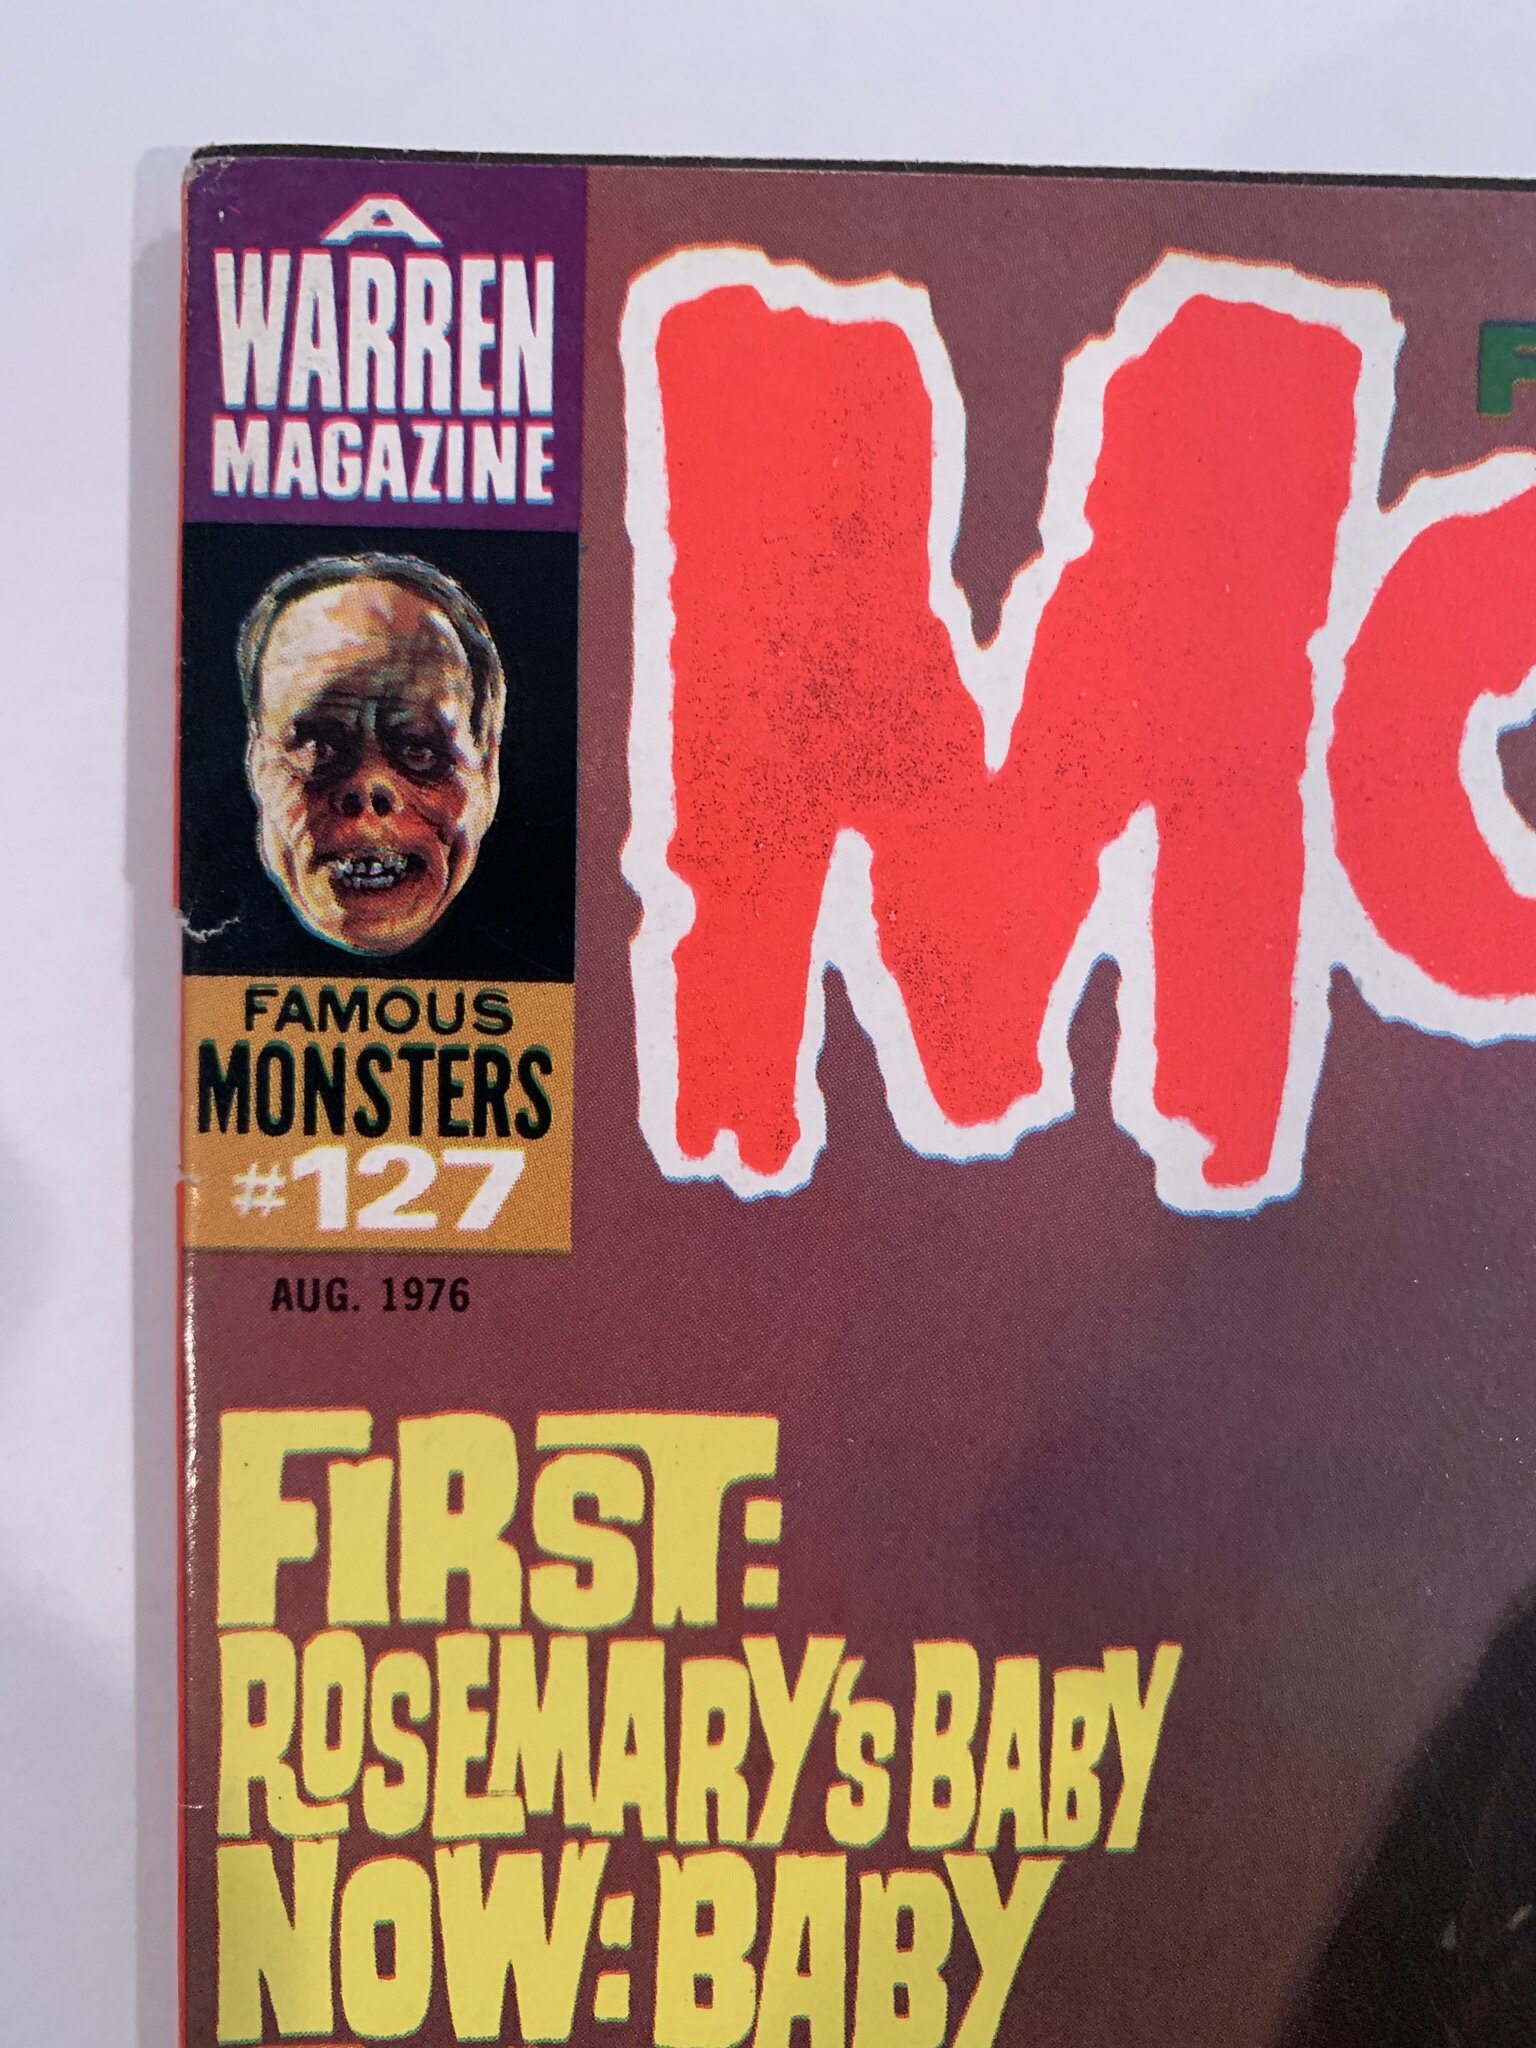 A
WARREN
MAGAZINE
FAMOUS
MONSTERS
#127
AUG. 1976
FIRST:
ROSEMARY'S BABY
NOW: BABY